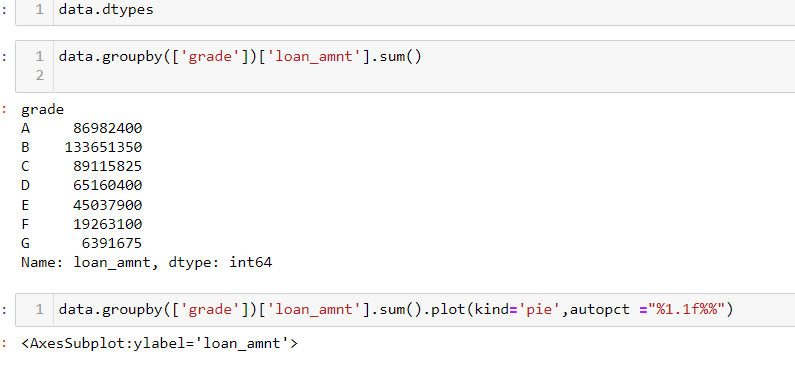 : 1 data.dtypes
: 1 data.groupby(['grade'])['loan_amnt'].sum()
2
: grade
A 86982400
B 133651350
C 89115825
D 65160400
E 45037900
F 19263100
G 6391675
Name: loan_amnt, dtype: int64
: 1 data.groupby(['grade'])['loan_amnt'].sum().plot(kind='pie',autopct ="%1.1f%%")
: <AxesSubplot:ylabel='loan_amnt'>